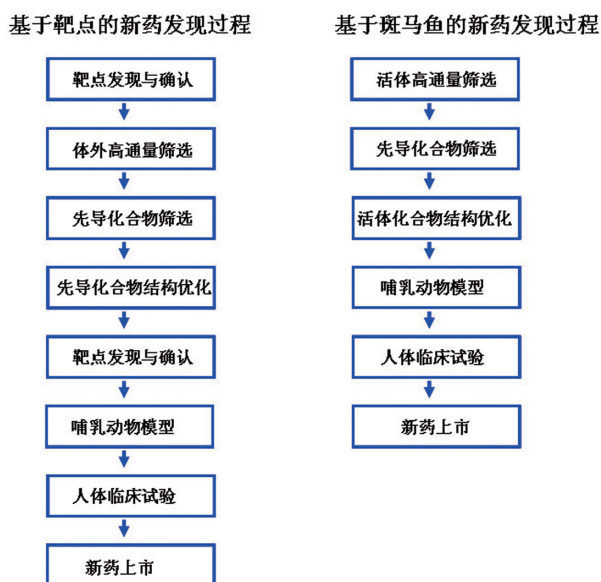 基于靶点的新药发现过程
靶点发现与确认
体外高通量筛选
先导化合物筛选
先导化合物结构优化
靶点发现与确认
哺乳动物模型
人体临床试验
新药上市
基于斑马鱼的新药发现过程
活体高通量筛选
先导化合物筛选
活体化合物结构优化
哺乳动物模型
人体临床试验
新药上市